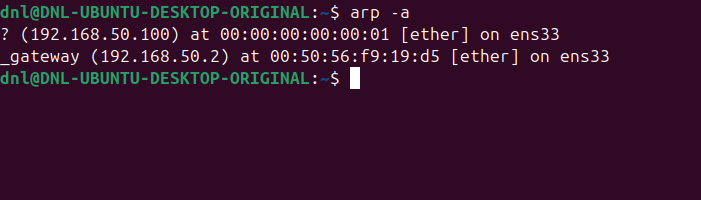 dnl@DNL-UBUNTU-DESKTOP-ORIGINAL:~$ arp -a
? (192.168.50.100) at 00:00:00:00:00:01 [ether] on ens33
_gateway (192.168.50.2) at 00:50:56:f9:19:d5 [ether] on ens33
dnl@DNL-UBUNTU-DESKTOP-ORIGINAL:~$